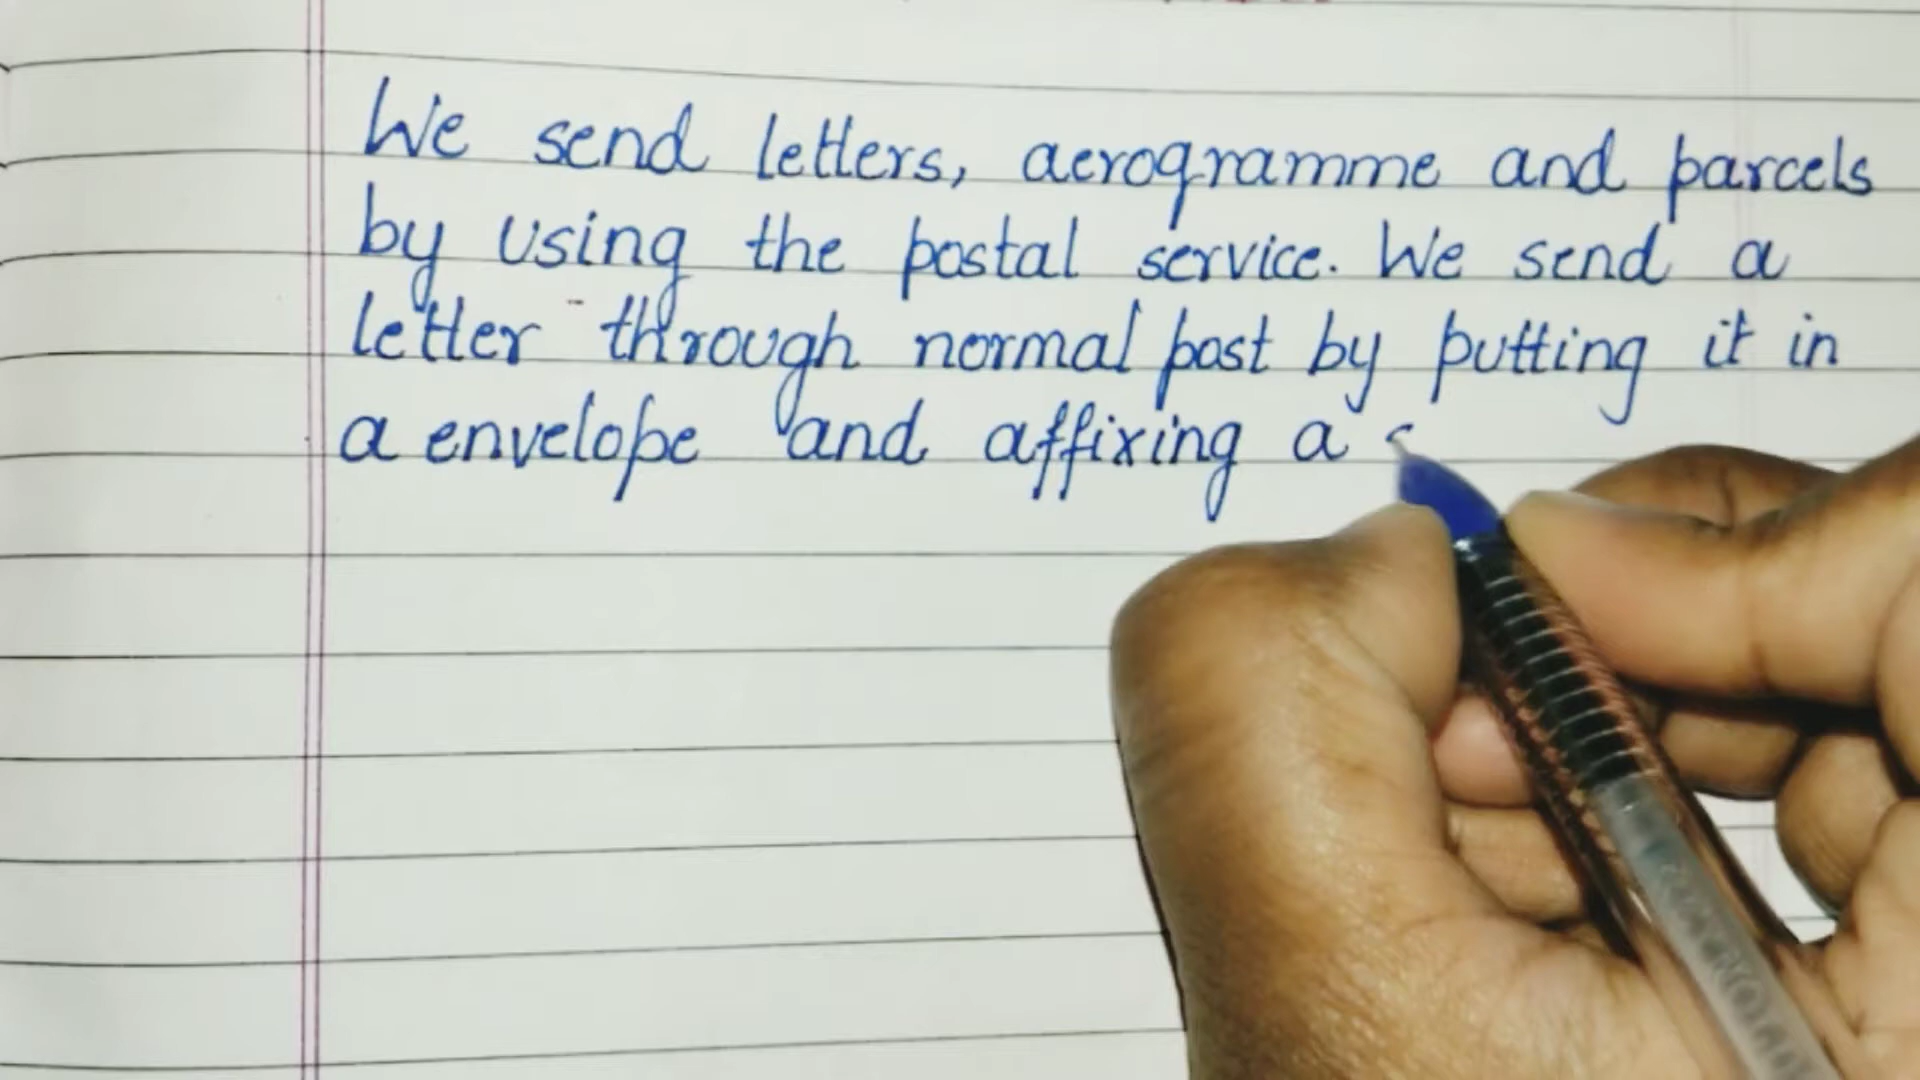 We send letters, aerogramme and parcels
by using the postal service. We send a
letter through normal post by putting it in
a envelope and affixing a